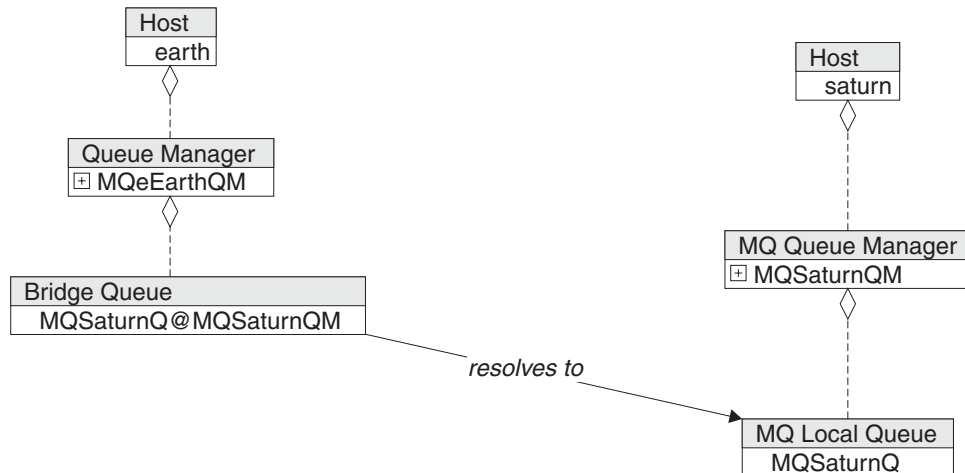 Host
earth
Queue Manager
MQeEarthQM
Bridge Queue
MQSaturnQ@MQSaturnQM
resolves to
Host
saturn
MQ Queue Manager
MQSaturnQM
MQ Local Queue
MQSaturnQ